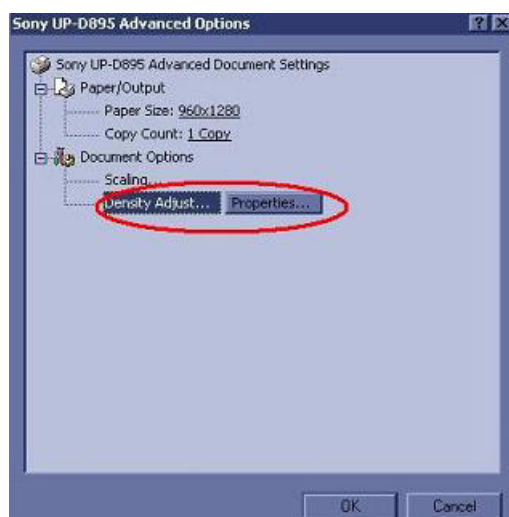 Sony UP-D895 Advanced Options
Sony UP-D895 Advanced Document Settings
Paper/Output
Paper Size: 960x1280
Copy Count: 1 Copy
Document Options
Scaling...
Density Adjust... Properties...
OK Cancel